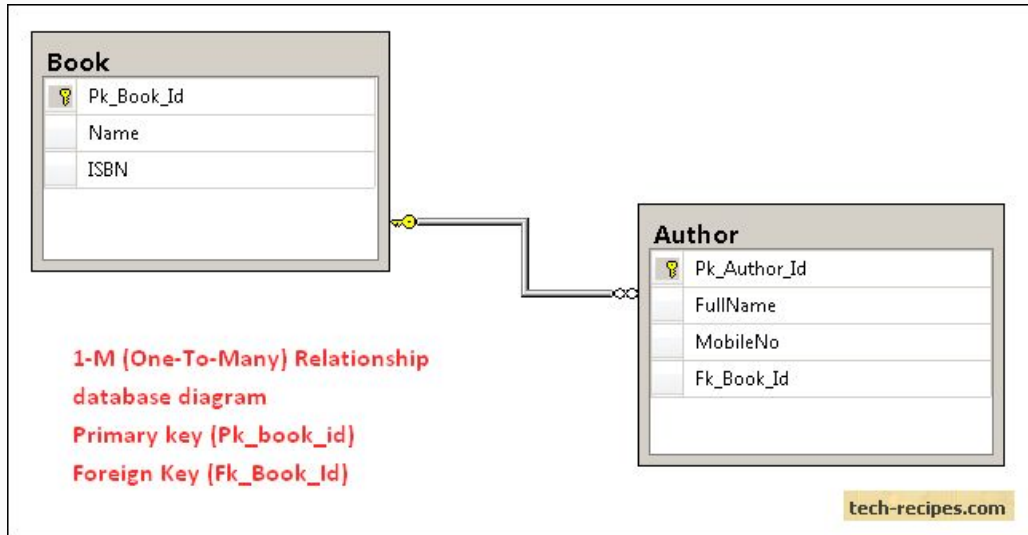 Book
Pk_Book_Id
Name
ISBN
Author
Pk_Author_Id
FullName
MobileNo
Fk_Book_Id
1-M (One-To-Many) Relationship
database diagram
Primary key (Pk_book_id)
Foreign Key (Fk_Book_Id)
tech-recipes.com